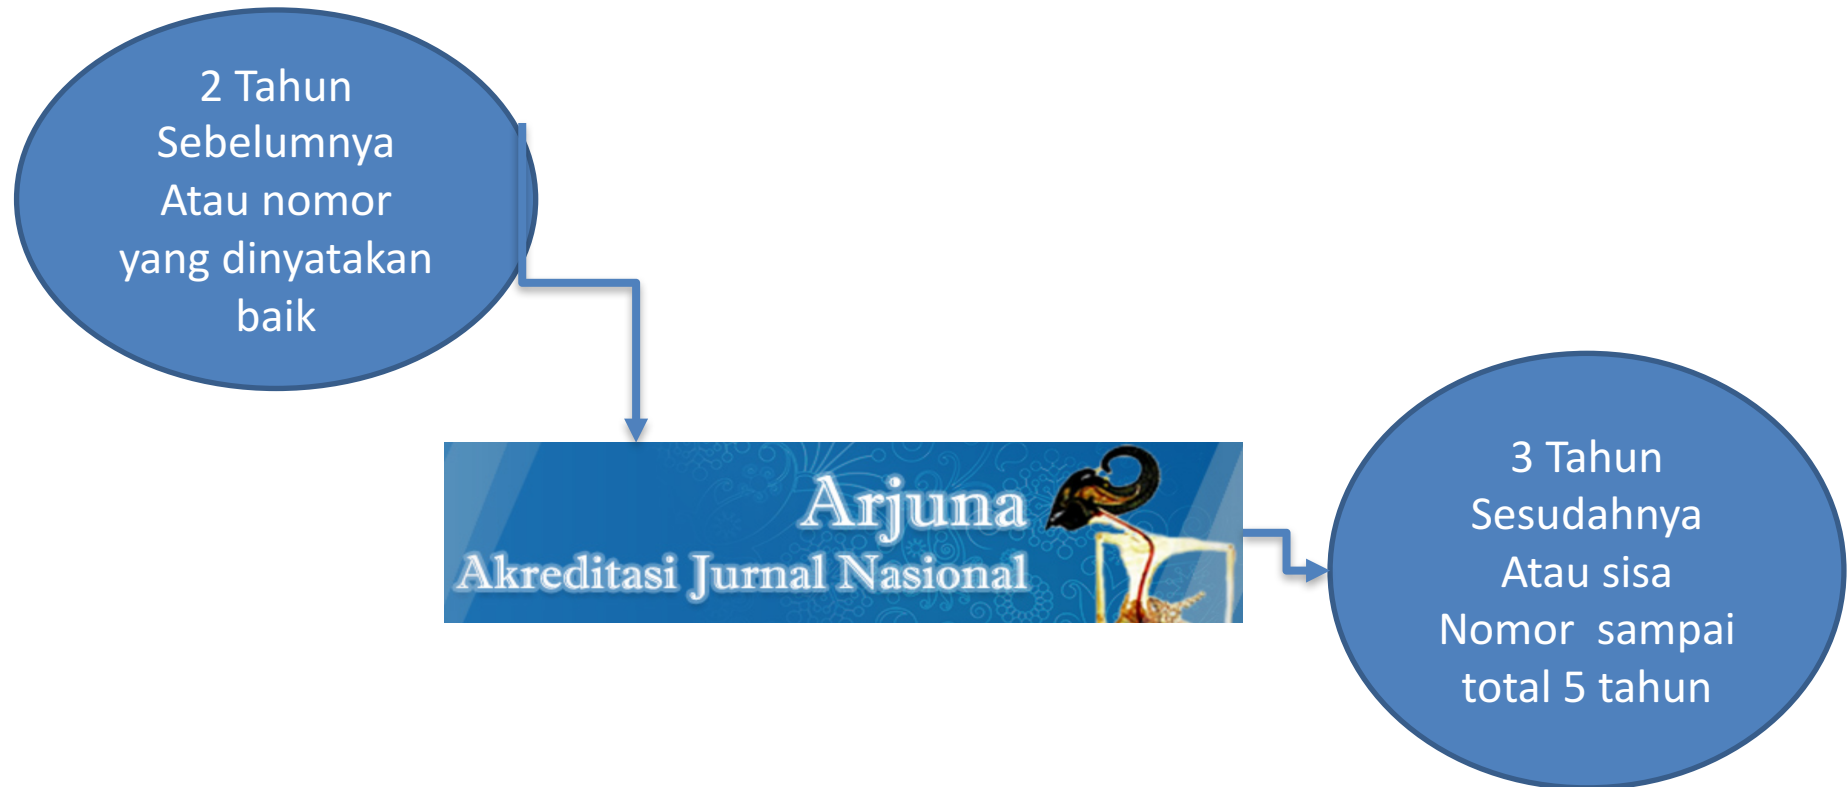 2 Tahun
Sebelumnya
Atau nomor
yang dinyatakan
baik
Arjuna
Akreditasi Jurnal Nasional
3 Tahun
Sesudahnya
Atau sisa
Nomor  sampai
total 5 tahun